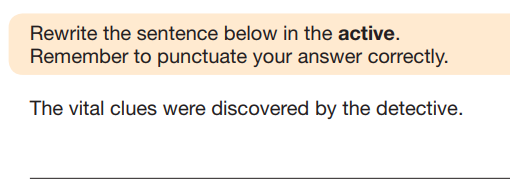 Rewrite the sentence below in the active.
Remember to punctuate your answer correctly.
The vital clues were discovered by the detective.